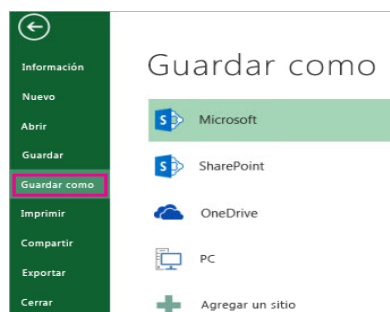 Información
Nuevo
Abrir
Guardar
Guardar como
Imprimir
Compartir
Exportar
Cerrar
Guardar como
Microsoft
SharePoint
OneDrive
PC
Agregar un sitio